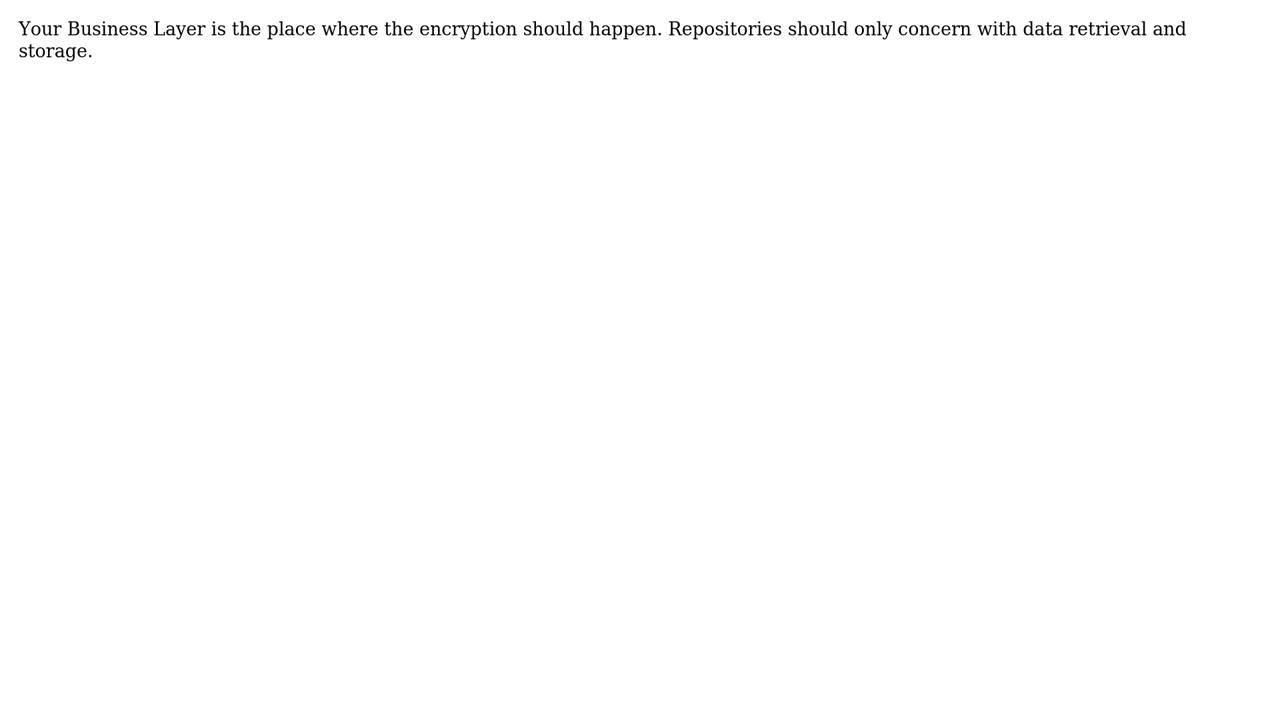 Your Business Layer is the place where the encryption should happen. Repositories should only concern with data retrieval and
storage.